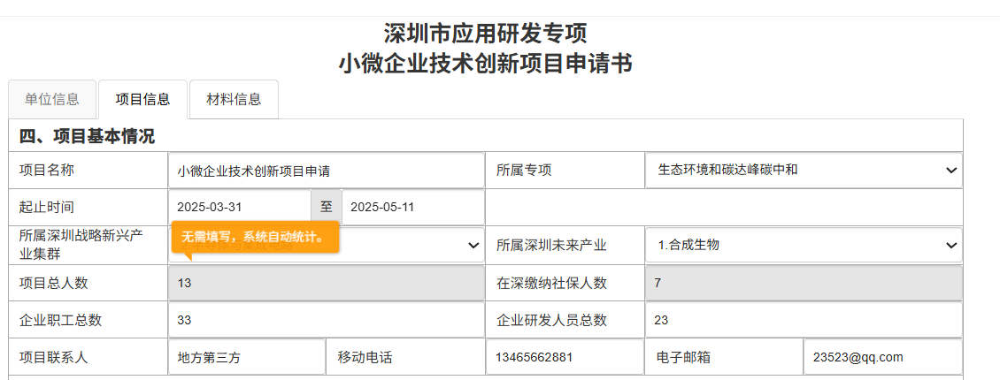 深圳市应用研发专项
小微企业技术创新项目申请书
单位信息 项目信息 材料信息
四、项目基本情况
项目名称 小微企业技术创新项目申请 所属专项 生态环境和碳达峰碳中和
起止时间 2025-03-31 至 2025-05-11
无需填写，系统自动统计。
所属深圳战略新兴产
业集群 所属深圳未来产业 1.合成生物
项目总人数 13 在深缴纳社保人数 7
企业职工总数 33 企业研发人员总数 23
项目联系人 地方第三方 移动电话 13465662881 电子邮箱 23523@qq.com